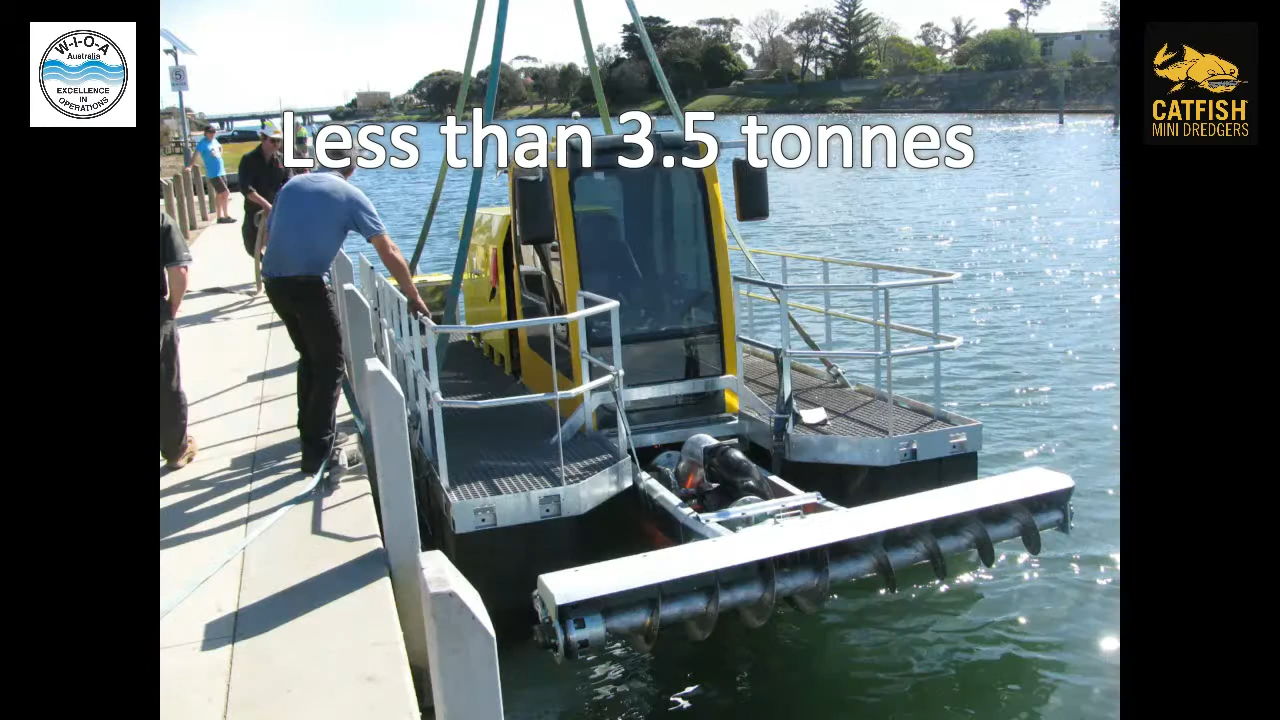 W-I-O-A
Australia
EXCELLENCE
IN
OPERATIONS
5
Less than 3.5 tonnes
CATFISH
MINI DREDGERS